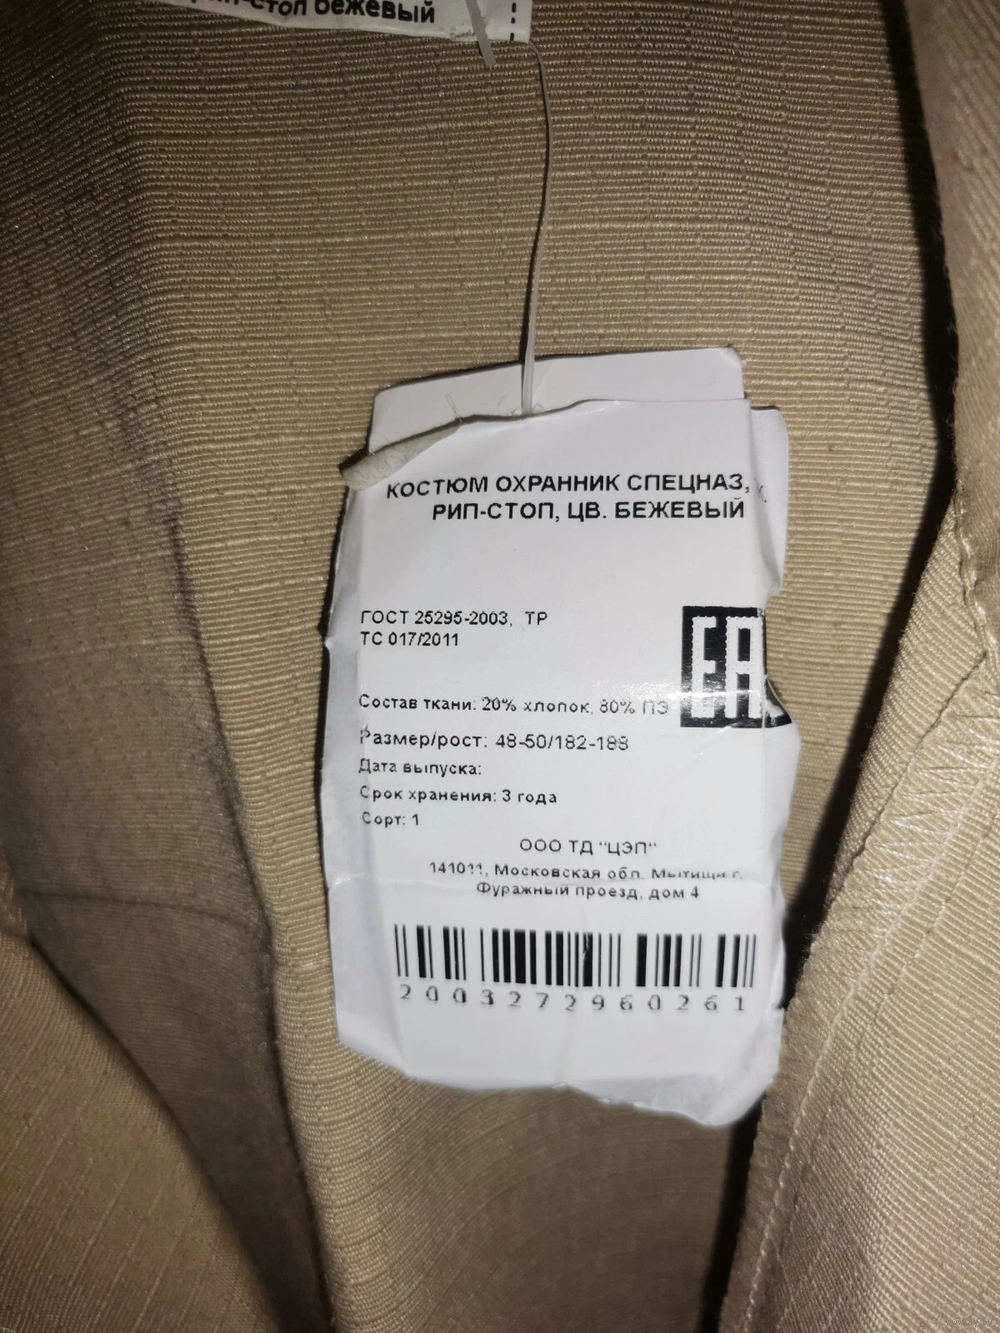 стоп бежевый
КОСТЮМ ОХРАННИК СПЕЦНАЗ,
РИП-СТОП, ЦВ. БЕЖЕВЫЙ
ГОСТ 25295-2003, ТР
ТС 017/2011
EAC
Состав ткани: 20% хлопок, 80% ПЭ
Размер/рост: 48-50/182-188
Дата выпуска:
Срок хранения: 3 года
Сорт: 1
ООО ТД "ЦЭП"
141011, Московская обл. Мытищи г.
Фуражный проезд, дом 4
2003272960261